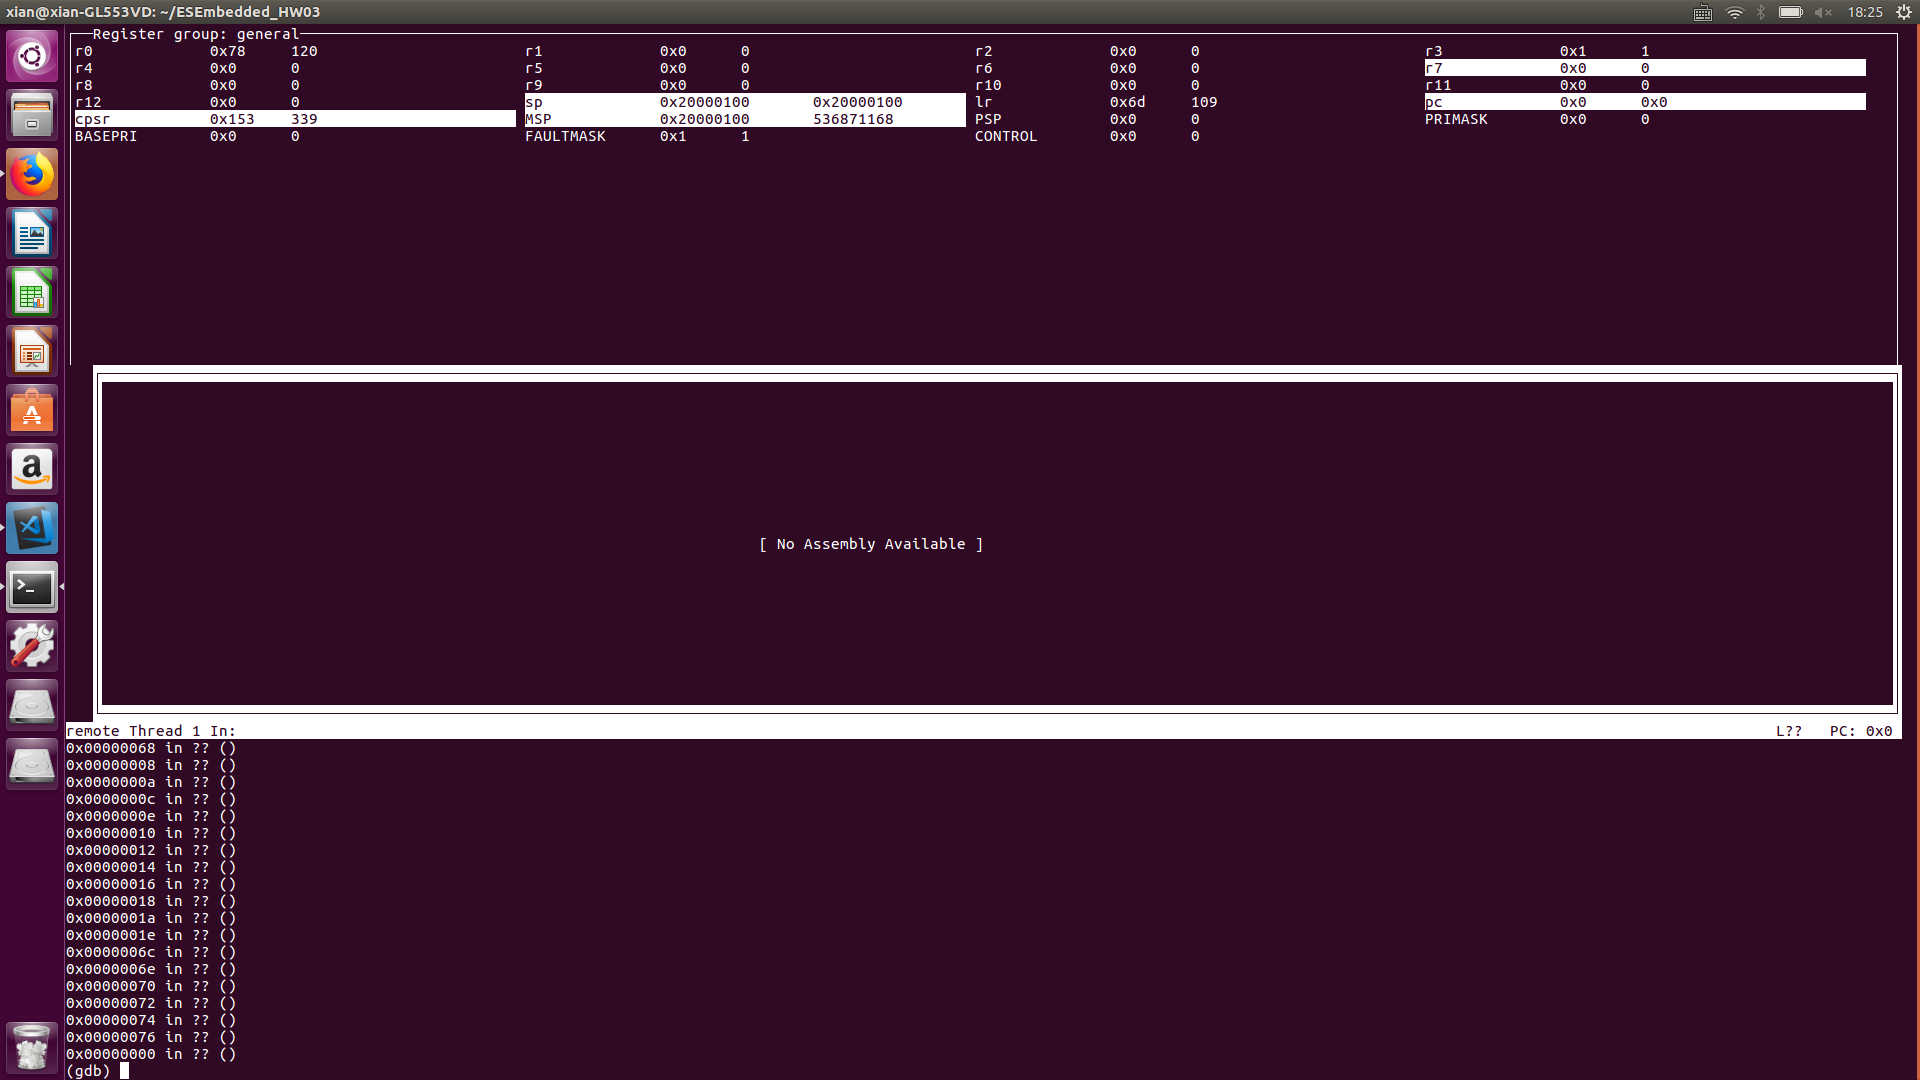 xian@xian-GL553VD: ~/ESEmbedded_HW03 18:25
Register group: general
r0 0x78 120 r1 0x0 0 r2 0x0 0 r3 0x1 1
r4 0x0 0 r5 0x0 0 r6 0x0 0 r7 0x0 0
r8 0x0 0 r9 0x0 0 r10 0x0 0 r11 0x0 0
r12 0x0 0 sp 0x20000100 0x20000100 lr 0x6d 109 pc 0x0 0x0
cpsr 0x153 339 MSP 0x20000100 536871168 PSP 0x0 0 PRIMASK 0x0 0
BASEPRI 0x0 0 FAULTMASK 0x1 1 CONTROL 0x0 0
[ No Assembly Available ]
remote Thread 1 In: L?? PC: 0x0
0x00000068 in ?? ()
0x00000008 in ?? ()
0x0000000a in ?? ()
0x0000000c in ?? ()
0x0000000e in ?? ()
0x00000010 in ?? ()
0x00000012 in ?? ()
0x00000014 in ?? ()
0x00000016 in ?? ()
0x00000018 in ?? ()
0x0000001a in ?? ()
0x0000001e in ?? ()
0x0000006c in ?? ()
0x0000006e in ?? ()
0x00000070 in ?? ()
0x00000072 in ?? ()
0x00000074 in ?? ()
0x00000076 in ?? ()
0x00000000 in ?? ()
(gdb)